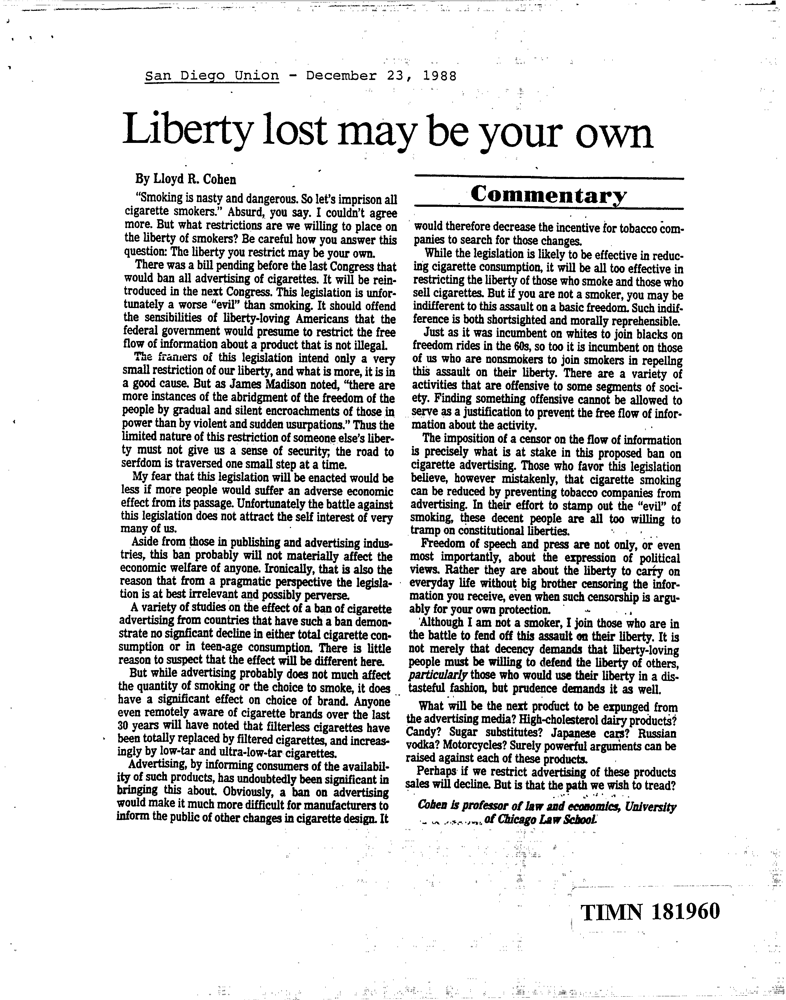 San Diego Union - December 23, 1988
Liberty lost may be your own
By Lloyd R. Cohen
"Smoking is nasty and dangerous. So let's imprison all
cigarette smokers." Absurd, you say. I couldn't agree
more. But what restrictions are we willing to place on
the liberty of smokers? Be careful how you answer this
question: The liberty you restrict may be your own.
There was a bill pending before the last Congress that
would ban all advertising of cigarettes. It will be rein-
troduced in the next Congress. This legislation is unfor-
tunately a worse "evil" than smoking. It should offend
the sensibilities of liberty-loving Americans that the
federal government would presume to restrict the free
flow of information about a product that is not illegal.
The framers of this legislation intend only a very
small restriction of our liberty, and what is more, it is in
a good cause. But as James Madison noted, "there are
more instances of the abridgment of the freedom of the
people by gradual and silent encroachments of those in
power than by violent and sudden usurpations." Thus the
limited nature of this restriction of someone else's liber-
ty must not give us a sense of security; the road to
serfdom is traversed one small step at a time.
My fear that this legislation will be enacted would be
less if more people would suffer an adverse economic
effect from its passage. Unfortunately the battle against
this legislation does not attract the self interest of very
many of us.
Aside from those in publishing and advertising indus-
tries, this ban probably will not materially affect the
economic welfare of anyone. Ironically, that is also the
reason that from a pragmatic perspective the legisla-
tion is at best irrelevant and possibly perverse.
A variety of studies on the effect of a ban of cigarette
advertising from countries that have such a ban demon-
strate no signficant decline in either total cigarette con-
sumption or in teen-age consumption. There is little
reason to suspect that the effect will be different here.
But while advertising probably does not much affect
the quantity of smoking or the choice to smoke, it does
have a significant effect on choice of brand. Anyone
even remotely aware of cigarette brands over the last
30 years will have noted that filterless cigarettes have
been totally replaced by filtered cigarettes, and increas-
ingly by low-tar and ultra-low-tar cigarettes.
Advertising, by informing consumers of the availabil-
ity of such products, has undoubtedly been significant in
bringing this about. Obviously, a ban on advertising
would make it much more difficult for manufacturers to
inform the public of other changes in cigarette design. It
Commentary
would therefore decrease the incentive for tobacco com-
panies to search for those changes.
While the legislation is likely to be effective in reduc-
ing cigarette consumption, it will be all too effective in
restricting the liberty of those who smoke and those who
sell cigarettes. But if you are not a smoker, you may be
indifferent to this assault on a basic freedom. Such indif-
ference is both shortsighted and morally reprehensible.
Just as it was incumbent on whites to join blacks on
freedom rides in the 60s, so too it is incumbent on those
of us who are nonsmokers to join smokers in repellng
this assault on their liberty. There are a variety of
activities that are offensive to some segments of soci-
ety. Finding something offensive cannot be allowed to
serve as a justification to prevent the free flow of infor-
mation about the activity.
The imposition of a censor on the flow of information
is precisely what is at stake in this proposed ban on
cigarette advertising. Those who favor this legislation
believe, however mistakenly, that cigarette smoking
can be reduced by preventing tobacco companies from
advertising. In their effort to stamp out the "evil" of
smoking, these decent people are all too willing to
tramp on constitutional liberties.
Freedom of speech and press are not only, or even
most importantly, about the expression of political
views. Rather they are about the liberty to carry on
everyday life without big brother censoring the infor-
mation you receive, even when such censorship is argu-
ably for your own protection.
Although I am not a smoker, I join those who are in
the battle to fend off this assault on their liberty. It is
not merely that decency demands that liberty-loving
people must be willing to defend the liberty of others,
particularly those who would use their liberty in a dis-
tasteful fashion, but prudence demands it as well.
What will be the next product to be expunged from
the advertising media? High-cholesterol dairy products?
Candy? Sugar substitutes? Japanese cars? Russian
vodka? Motorcycles? Surely powerful arguments can be
raised against each of these products.
Perhaps if we restrict advertising of these products
sales will decline. But is that the path we wish to tread?
Cohen is professor of law and economics, University
of Chicago Law School.
TIMN 181960